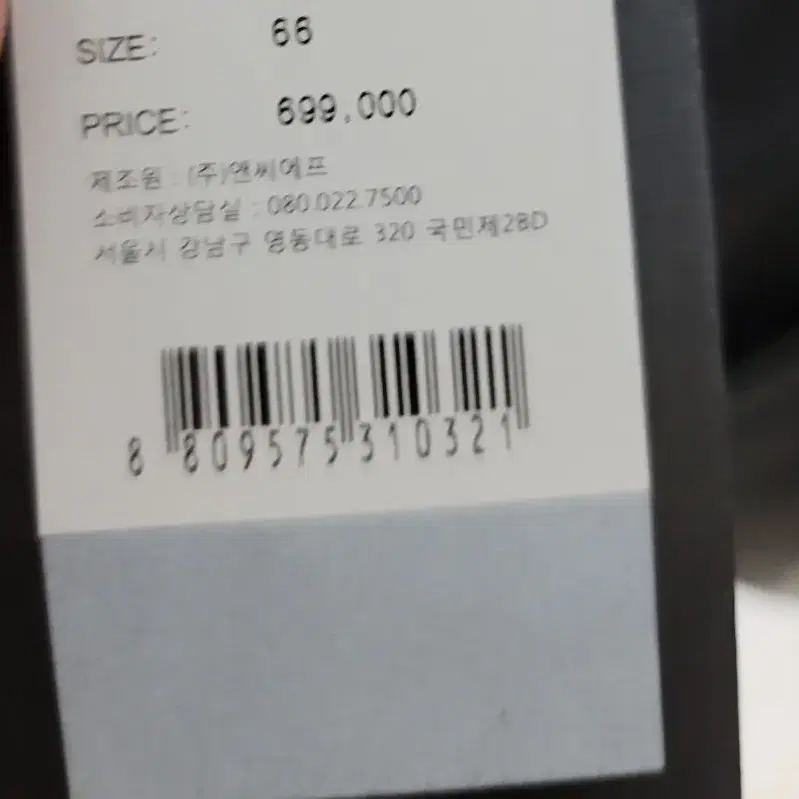 SIZE: 66
PRICE: 699,000
제조원 : (주)앤씨에프
소비자상담실 : 080.022.7500
서울시 강남구 영동대로 320 국민제2BD
8 809575 310321